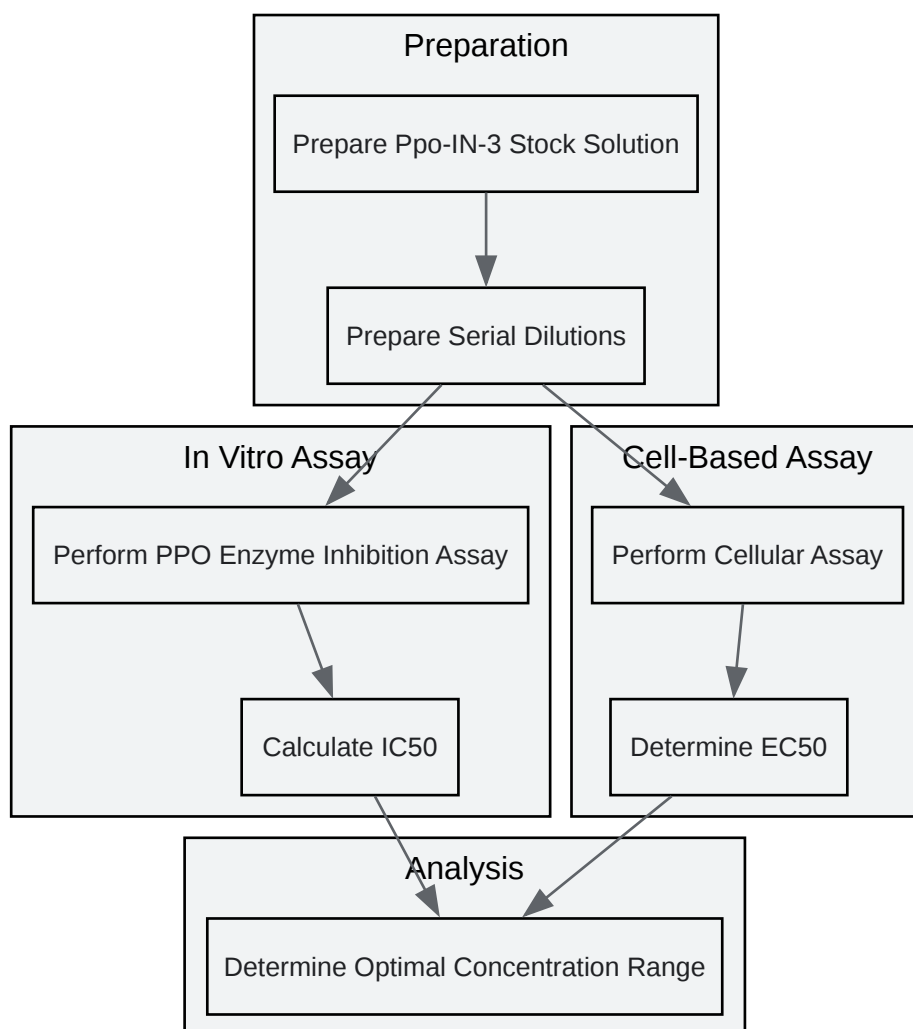 Preparation
Prepare Ppo-IN-3 Stock Solution
Prepare Serial Dilutions
In Vitro Assay
Perform PPO Enzyme Inhibition Assay
Calculate IC50
Cell-Based Assay
Perform Cellular Assay
Determine EC50
Analysis
Determine Optimal Concentration Range